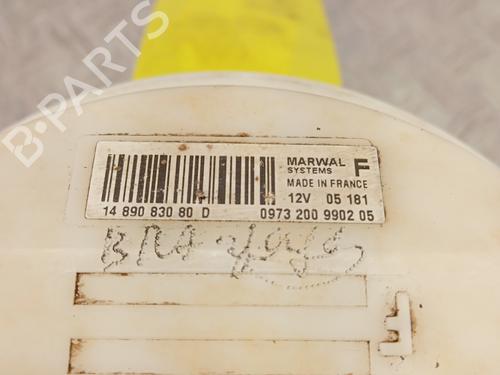 B-PARTS
MARWAL F
SYSTEMS
MADE IN FRANCE
12V 05 181
14 890 830 80 D 0973 200 9902 05
F